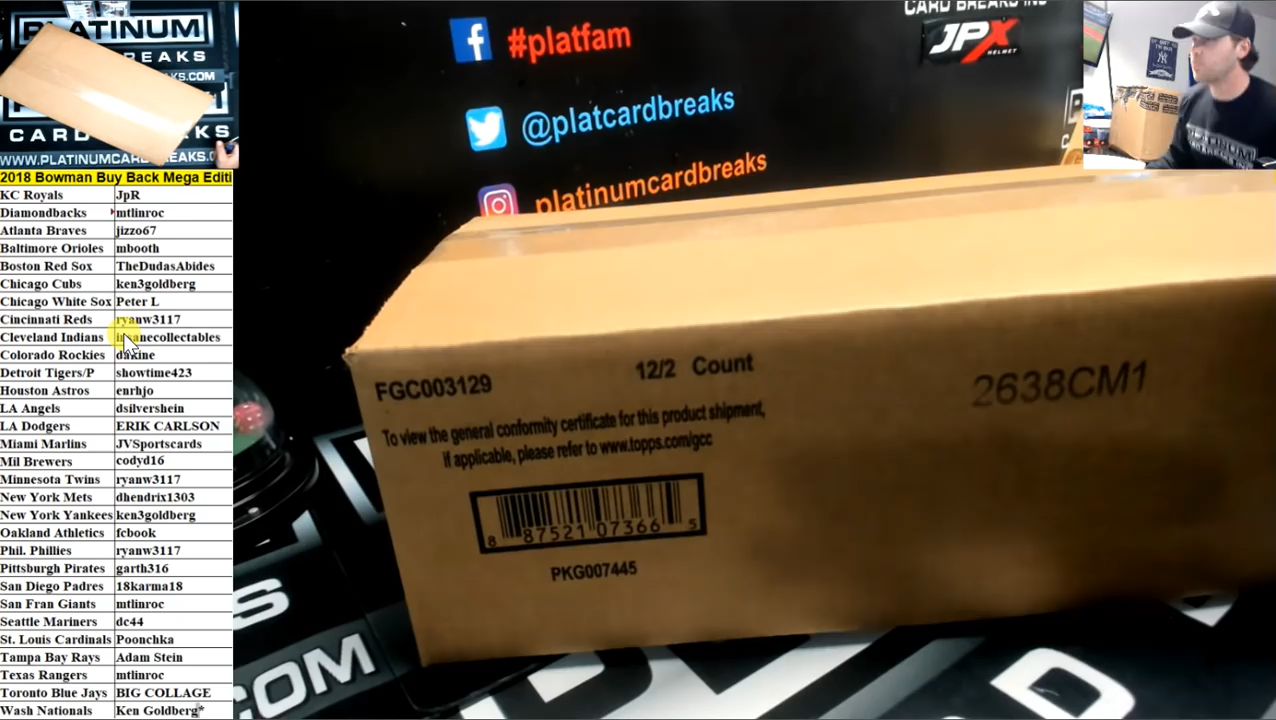 PLATINUM
BREAKS
CARD
WWW.PLATINUMCARDBREAKS.CO
2018 Bowman Buy Back Mega Editi
KC Royals JpR
Diamondbacks mtlinroc
Atlanta Braves jizzo67
Baltimore Orioles mbooth
Boston Red Sox TheDudasAbides
Chicago Cubs ken3goldberg
Chicago White Sox Peter L
Cincinnati Reds ryanw3117
Cleveland Indians insanecollectables
Colorado Rockies dakine
Detroit Tigers/P showtime423
Houston Astros enrhjo
LA Angels dsilvershein
LA Dodgers ERIK CARLSON
Miami Marlins JVSportscards
Mil Brewers codyd16
Minnesota Twins ryanw3117
New York Mets dhendrix1303
New York Yankees ken3goldberg
Oakland Athletics fcbook
Phil. Phillies ryanw3117
Pittsburgh Pirates garth316
San Diego Padres 18karma18
San Fran Giants mtlinroc
Seattle Mariners dc44
St. Louis Cardinals Poonchka
Tampa Bay Rays Adam Stein
Texas Rangers mtlinroc
Toronto Blue Jays BIG COLLAGE
Wash Nationals Ken Goldberg*
CARD BREAKS INC
JPX
HELMET
#platfam
@platcardbreaks
platinumcardbreaks
FGC003129
12/2 Count
2638CM1
To view the general conformity certificate for this product shipment,
if applicable, please refer to www.topps.com/gcc
8 87521 07366 5
PKG007445
S
.COM
D